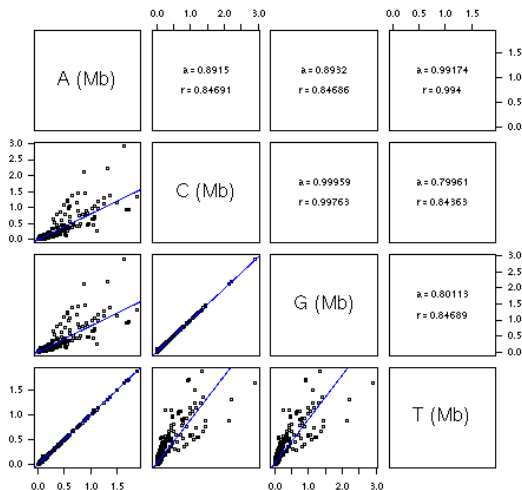 0.0 1.0 2.0 3.0 0.0 0.5 1.0 1.5
A (Mb)
a = 0.8915
r = 0.84691
a = 0.8932
r = 0.84686
a = 0.99174
r = 0.994
1.5
1.0
0.5
0.0
3.0
2.5
2.0
1.5
1.0
0.5
0.0
C (Mb)
a = 0.99959
r = 0.99763
a = 0.79961
r = 0.84363
G (Mb)
a = 0.80113
r = 0.84689
3.0
2.5
2.0
1.5
1.0
0.5
0.0
1.5
1.0
0.5
0.0
T (Mb)
0.0 0.5 1.0 1.5 0.0 1.0 2.0 3.0